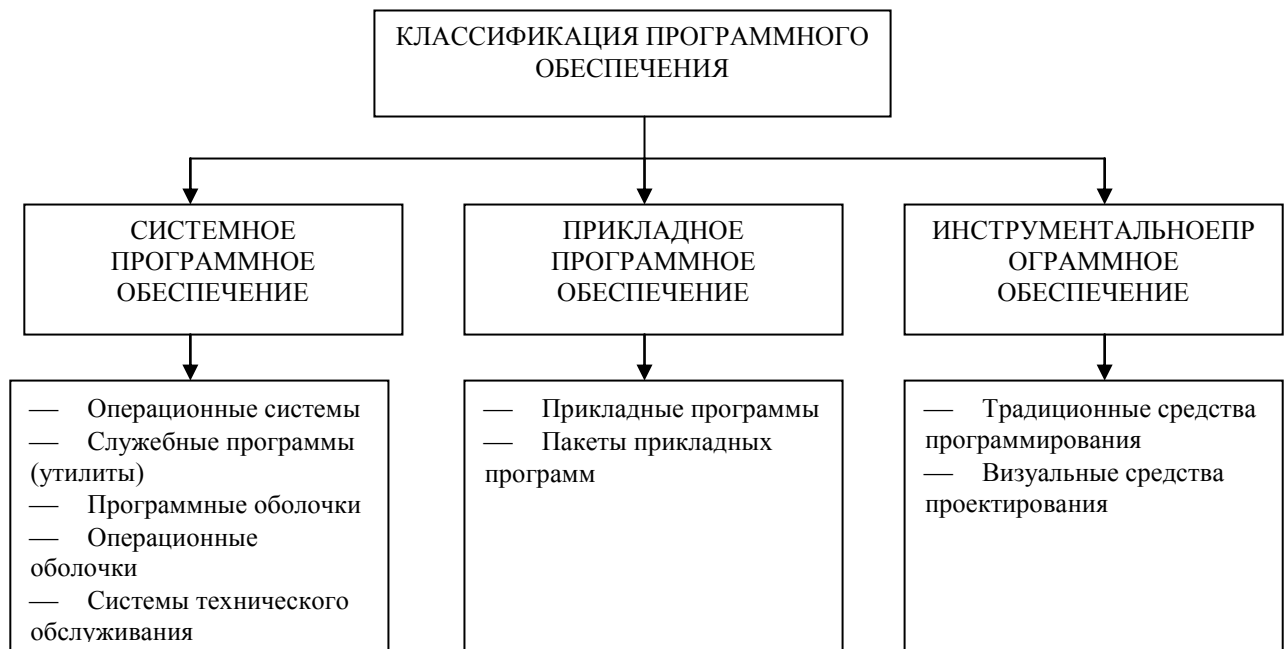 КЛАССИФИКАЦИЯ ПРОГРАММНОГО
ОБЕСПЕЧЕНИЯ
СИСТЕМНОЕ
ПРОГРАММНОЕ
ОБЕСПЕЧЕНИЕ
ПРИКЛАДНОЕ
ПРОГРАММНОЕ
ОБЕСПЕЧЕНИЕ
ИНСТРУМЕНТАЛЬНОЕПР
ОГРАММНОЕ
ОБЕСПЕЧЕНИЕ
— Операционные системы
— Служебные программы
(утилиты)
— Программные оболочки
— Операционные
оболочки
— Системы технического
обслуживания
— Прикладные программы
— Пакеты прикладных
программ
— Традиционные средства
программирования
— Визуальные средства
проектирования